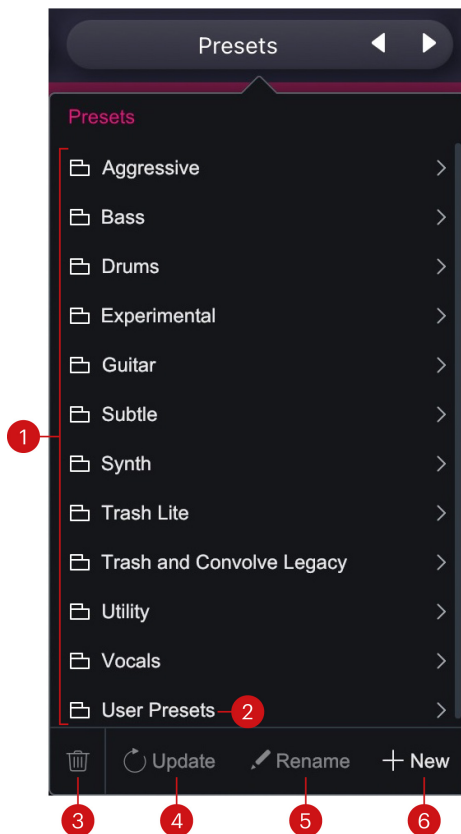 Presets
Presets
Aggressive
Bass
Drums
Experimental
Guitar
Subtle
1
Synth
Trash Lite
Trash and Convolve Legacy
Utility
Vocals
User Presets 2
Update Rename New
3 4 5 6